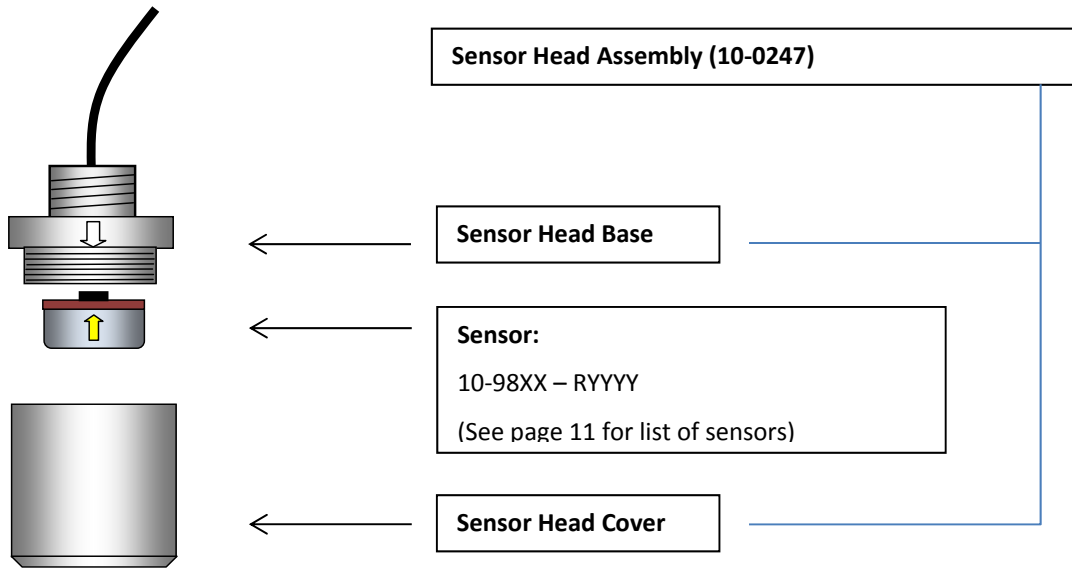 Sensor Head Assembly (10-0247)
Sensor Head Base
Sensor:
10-98XX – RYYYY
(See page 11 for list of sensors)
Sensor Head Cover